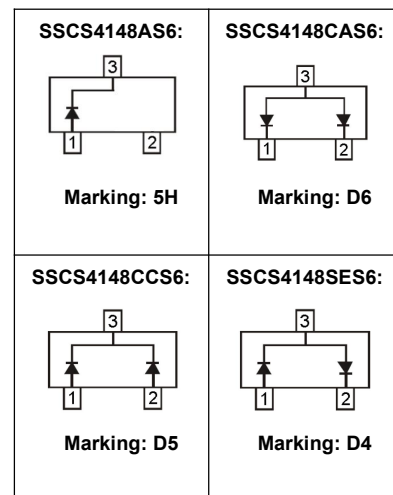 SSCS4148AS6:
3
1 2
Marking: 5H
SSCS4148CAS6:
3
1 2
Marking: D6
SSCS4148CCS6:
3
1 2
Marking: D5
SSCS4148SES6:
3
1 2
Marking: D4